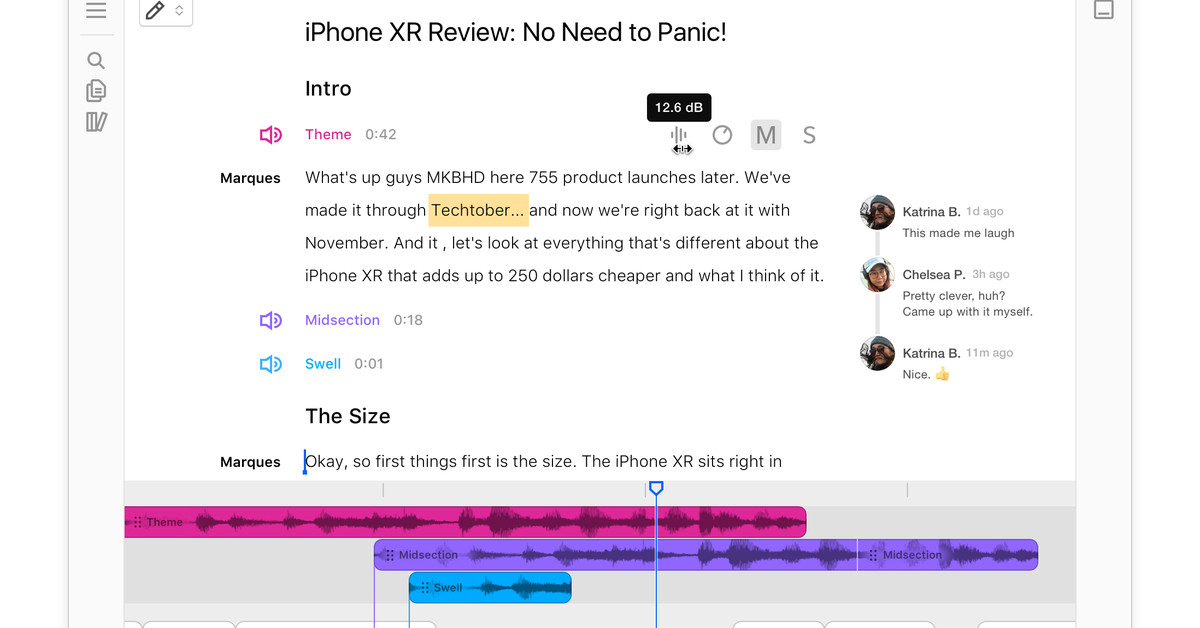 iPhone XR Review: No Need to Panic!
Intro
12.6 dB
Theme 0:42 M S
Marques What's up guys MKBHD here 755 product launches later. We've
made it through Techtober... and now we're right back at it with
November. And it , let's look at everything that's different about the
iPhone XR that adds up to 250 dollars cheaper and what I think of it.
Katrina B. 1d ago
This made me laugh
Chelsea P. 3h ago
Pretty clever, huh?
Came up with it myself.
Katrina B. 11m ago
Nice. 👍
Midsection 0:18
Swell 0:01
The Size
Marques Okay, so first things first is the size. The iPhone XR sits right in
Theme
Midsection Midsection
Swell